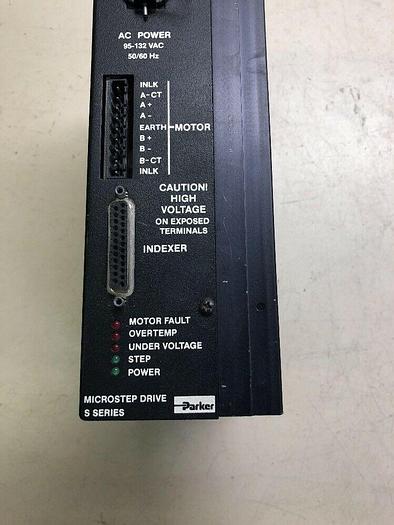 AC POWER
95-132 VAC
50/60 Hz
INLK
A-CT
A+
A-
EARTH
MOTOR
B+
B-
B-CT
INLK
CAUTION!
HIGH
VOLTAGE
ON EXPOSED
TERMINALS
INDEXER
MOTOR FAULT
OVERTEMP
UNDER VOLTAGE
STEP
POWER
MICROSTEP DRIVE
S SERIES
Parker